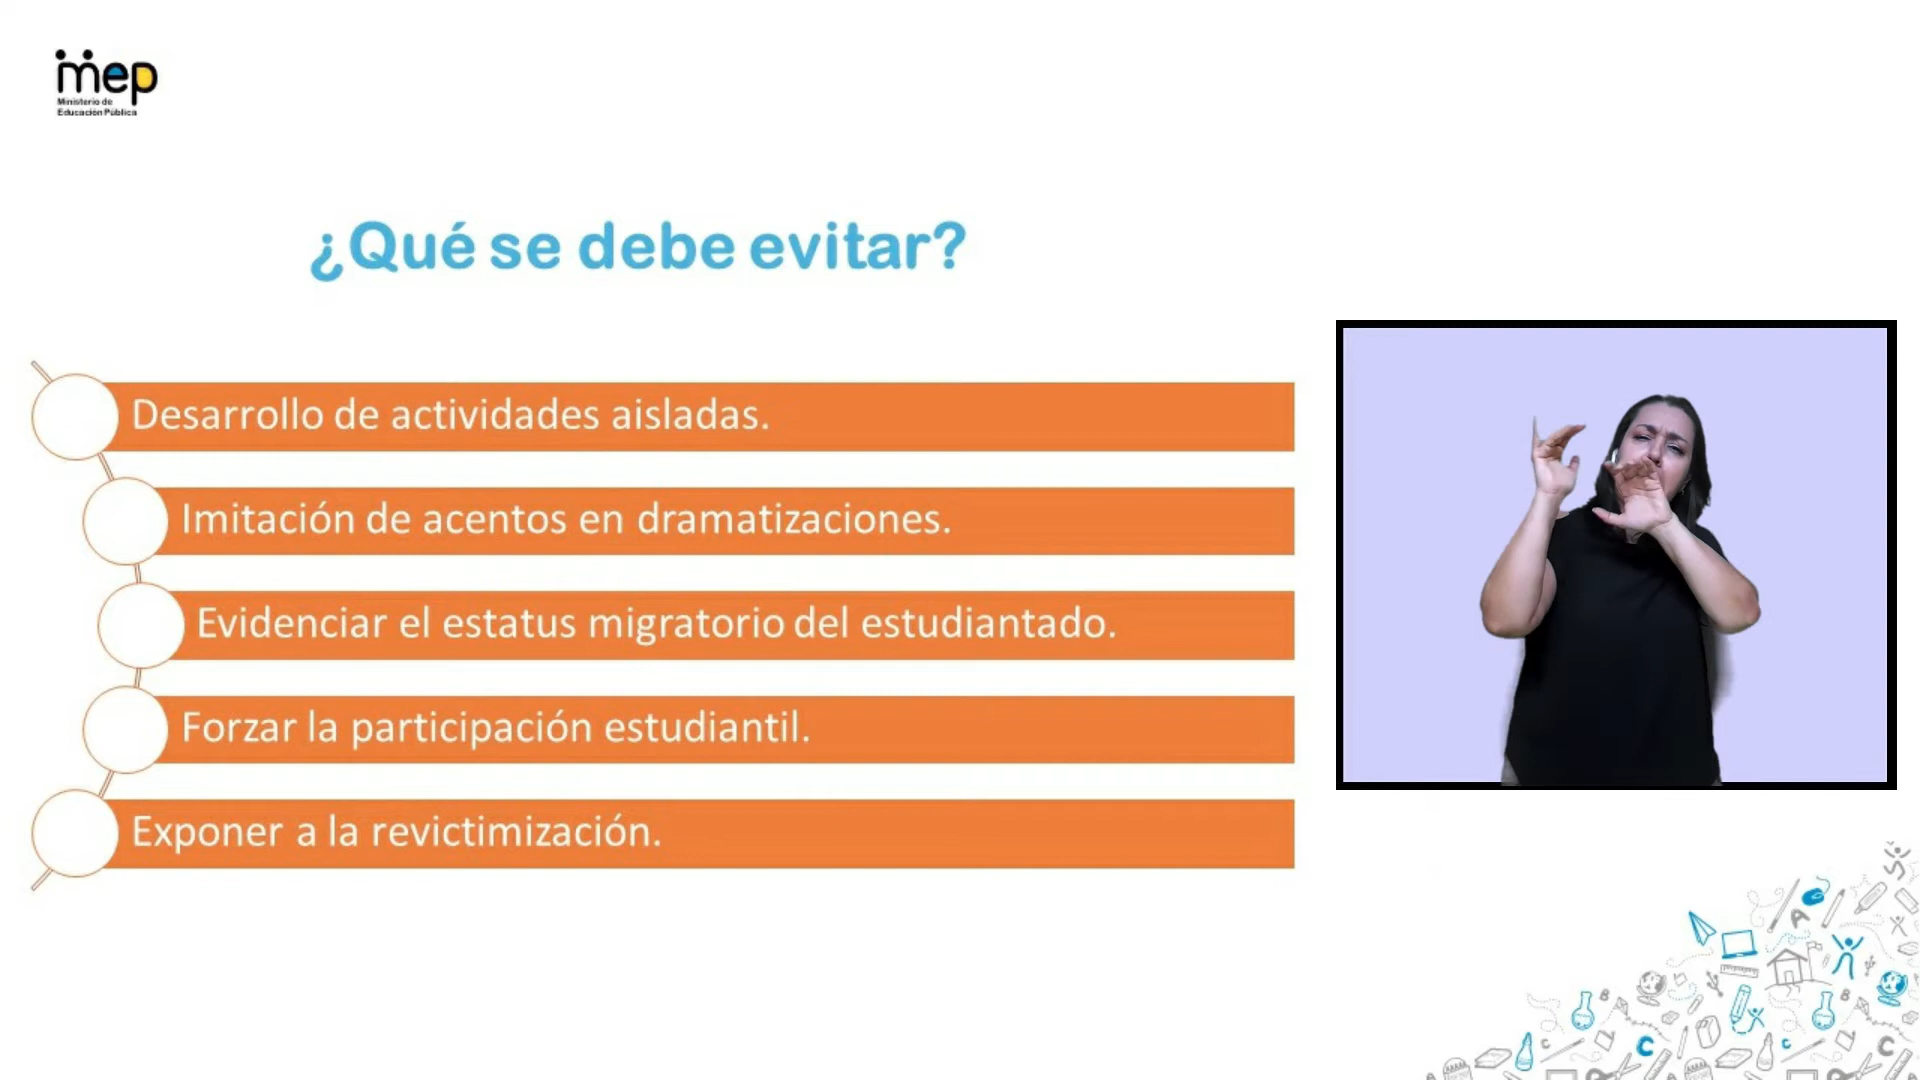 mep
Ministerio de
Educación Pública
¿Qué se debe evitar?
Desarrollo de actividades aisladas.
Imitación de acentos en dramatizaciones.
Evidenciar el estatus migratorio del estudiantado.
Forzar la participación estudiantil.
Exponer a la revictimización.